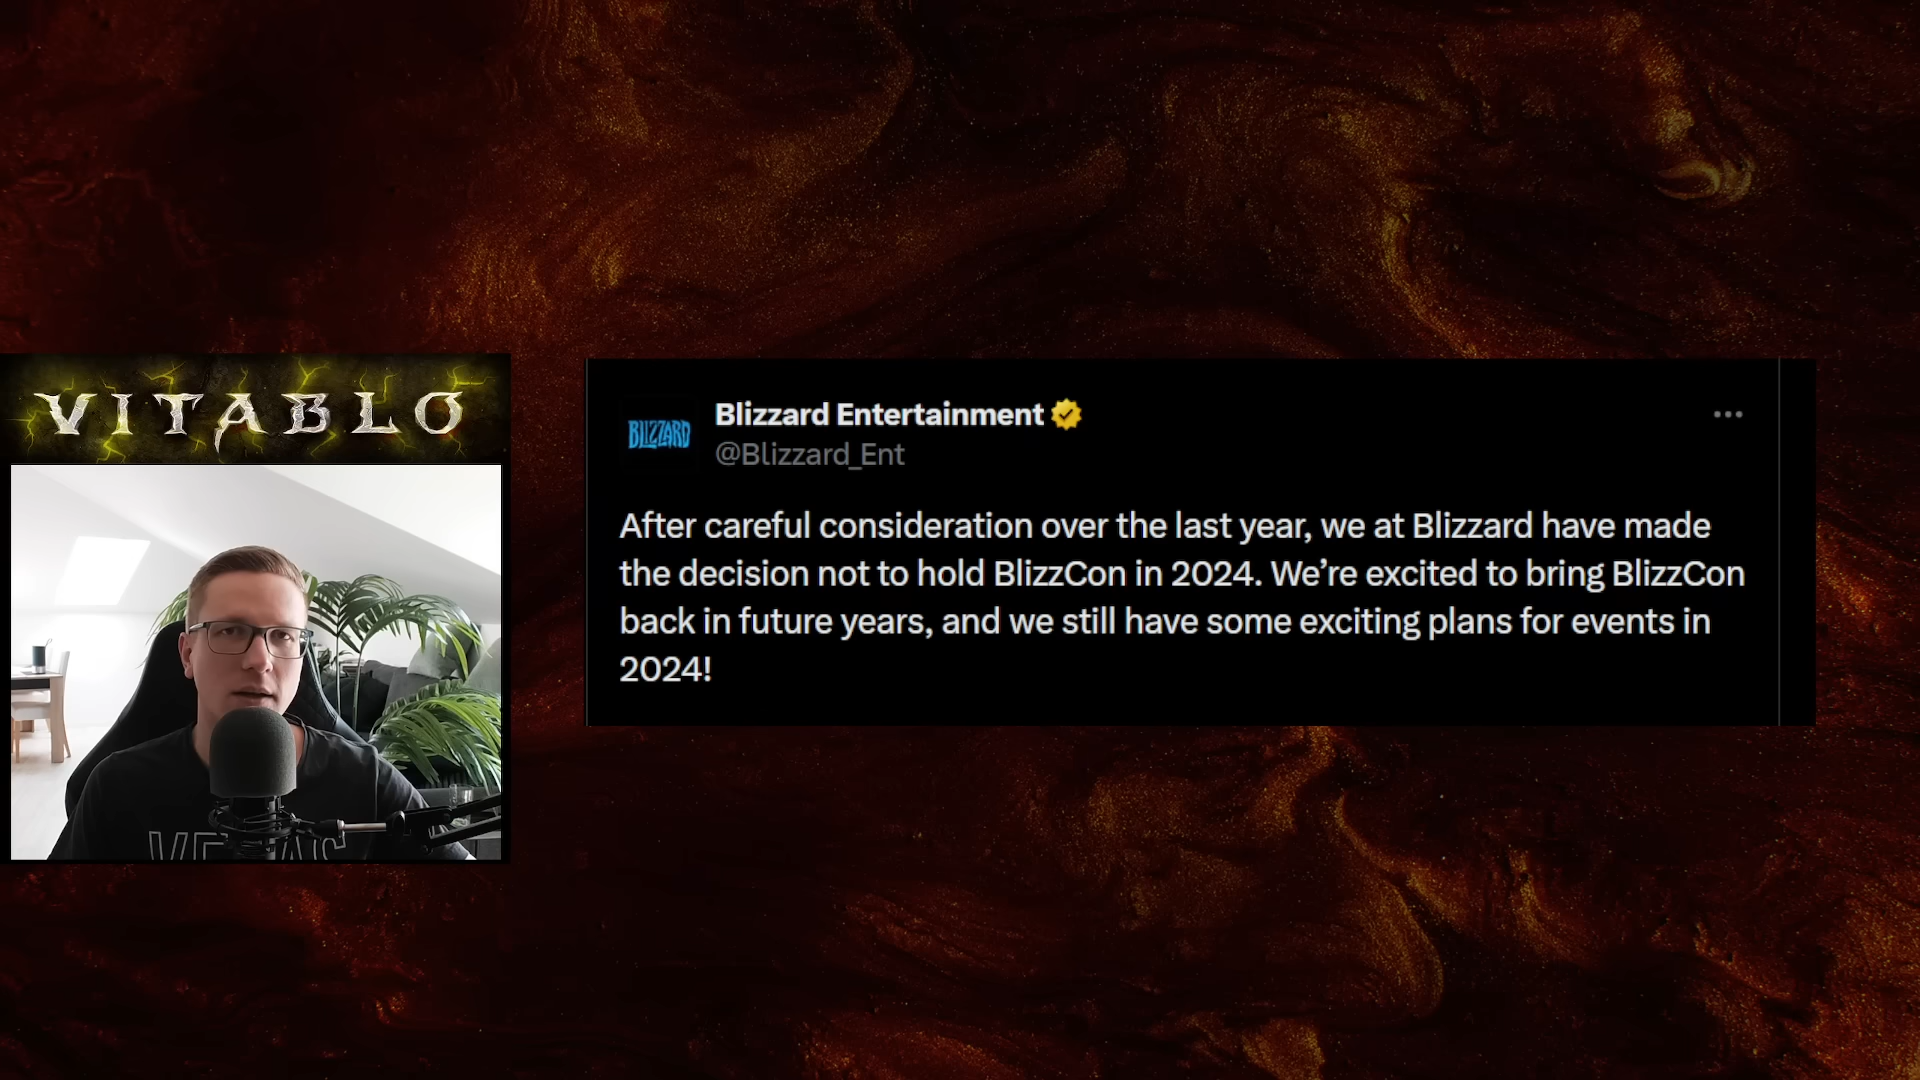 VITABLO
BLIZZARD
Blizzard Entertainment
@Blizzard_Ent
After careful consideration over the last year, we at Blizzard have made
the decision not to hold BlizzCon in 2024. We’re excited to bring BlizzCon
back in future years, and we still have some exciting plans for events in
2024!